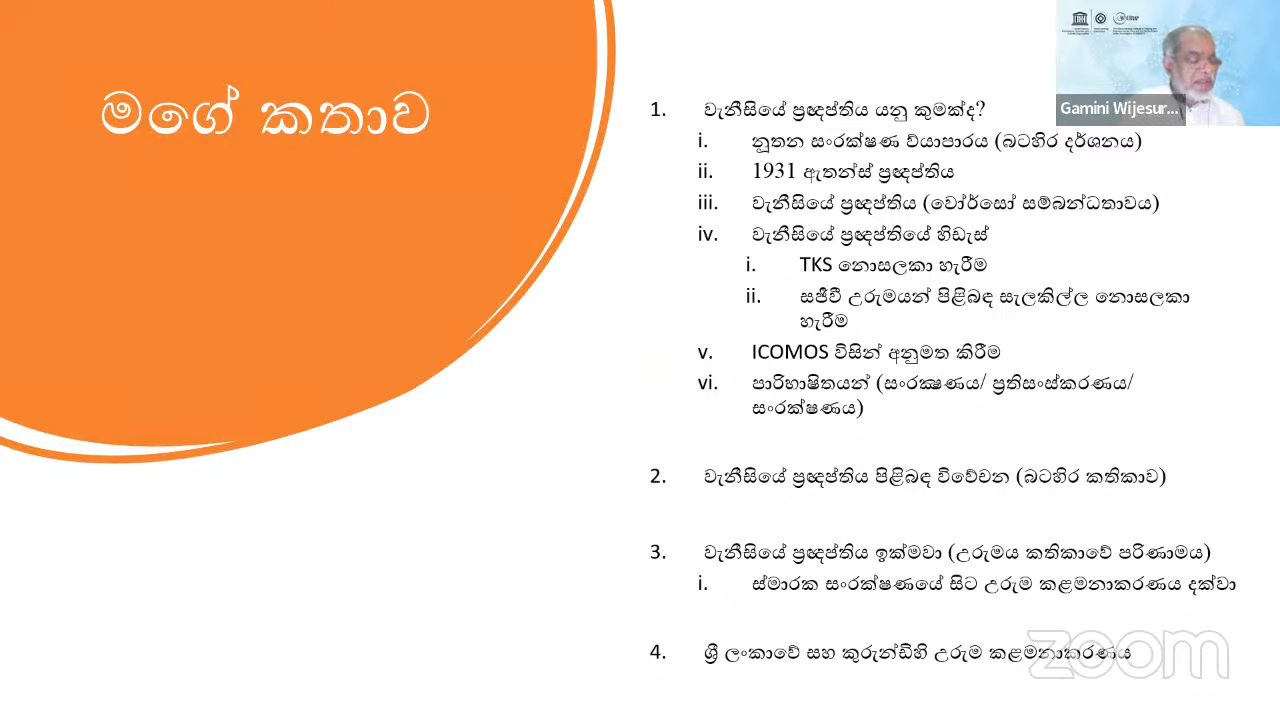 මගේ කතාව
Gamini Wijesur...
1. වැනීසියේ ප්‍රඥප්තිය යනු කුමක්ද?
i. නූතන සංරක්ෂණ ව්යාපාරය (බටහිර දර්ශනය)
ii. 1931 ඇතන්ස් ප්‍රඥප්තිය
iii. වැනීසියේ ප්‍රඥප්තිය (වෝර්සෝ සම්බන්ධතාවය)
iv. වැනීසියේ ප්‍රඥප්තියේ හිඩැස්
i. TKS නොසලකා හැරීම
ii. සජීවී උරුමයන් පිළිබඳ සැලකිල්ල නොසලකා
හැරීම
v. ICOMOS විසින් අනුමත කිරීම
vi. පාරිභාෂිතයන් (සංරක්‍ෂණය/ ප්‍රතිසංස්කරණය/
සංරක්ෂණය)
2. වැනීසියේ ප්‍රඥප්තිය පිළිබඳ විවේචන (බටහිර කතිකාව)
3. වැනීසියේ ප්‍රඥප්තිය ඉක්මවා (උරුමය කතිකාවේ පරිණාමය)
i. ස්මාරක සංරක්ෂණයේ සිට උරුම කළමනාකරණය දක්වා
4. ශ්‍රී ලංකාවේ සහ කුරුන්ඩිහි උරුම කළමනාකරණය
zoom